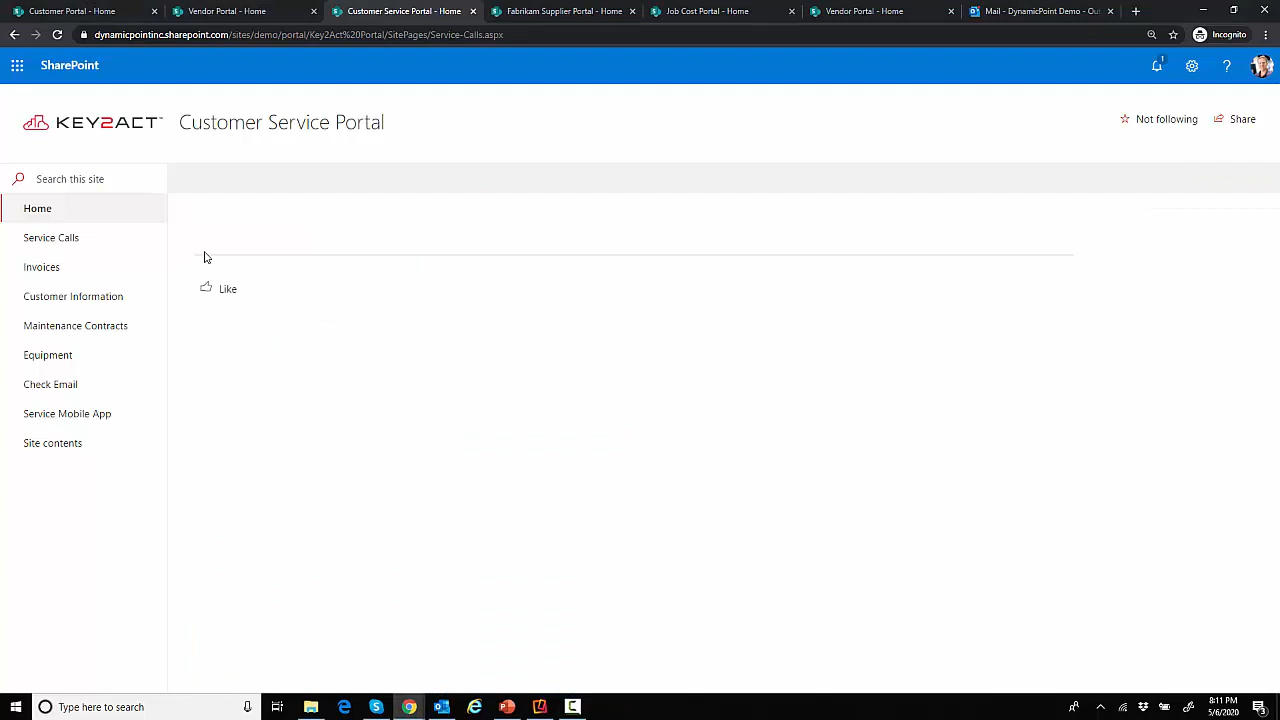 Customer Portal - Home
Vendor Portal - Home
Customer Service Portal - Home
Fabrikam Supplier Portal - Home
Job Cost Portal - Home
Vendor Portal - Home
Mail - DynamicPoint Demo - Out
dynamicpointinc.sharepoint.com/sites/demo/portal/Key2Act%20Portal/SitePages/Service-Calls.aspx
Incognito
SharePoint
1
KEY2ACT
Customer Service Portal
Not following
Share
Search this site
Home
Service Calls
Invoices
Customer Information
Maintenance Contracts
Equipment
Check Email
Service Mobile App
Site contents
Like
Type here to search
8:11 PM
5/6/2020